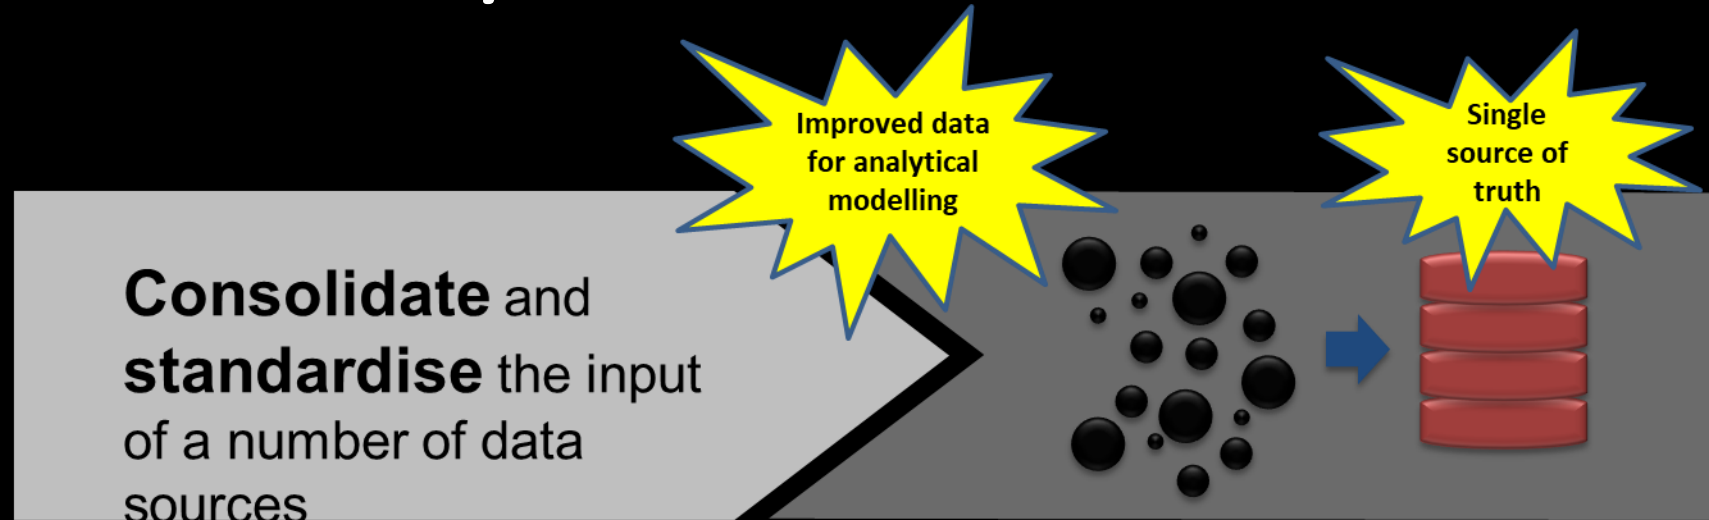 Improved data
for analytical
modelling
Single
source of
truth
Consolidate and
standardise the input
of a number of data
sources